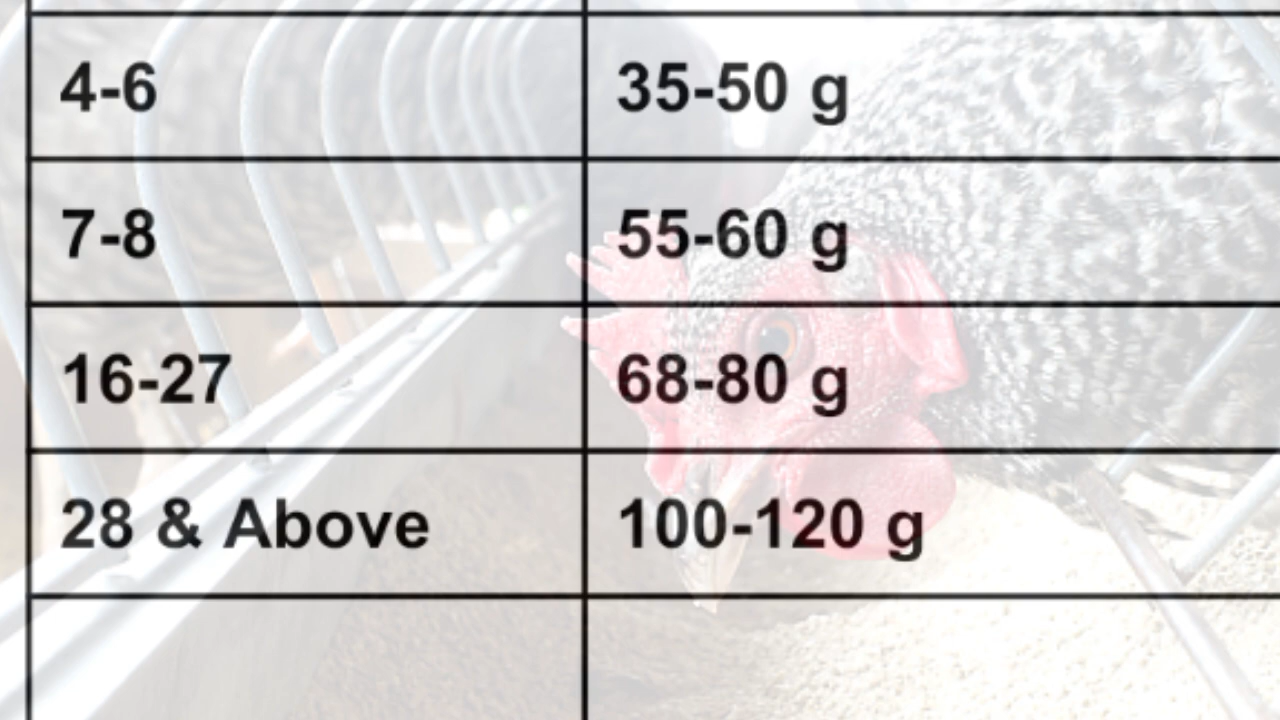 4-6 35-50 g
7-8 55-60 g
16-27 68-80 g
28 & Above 100-120 g